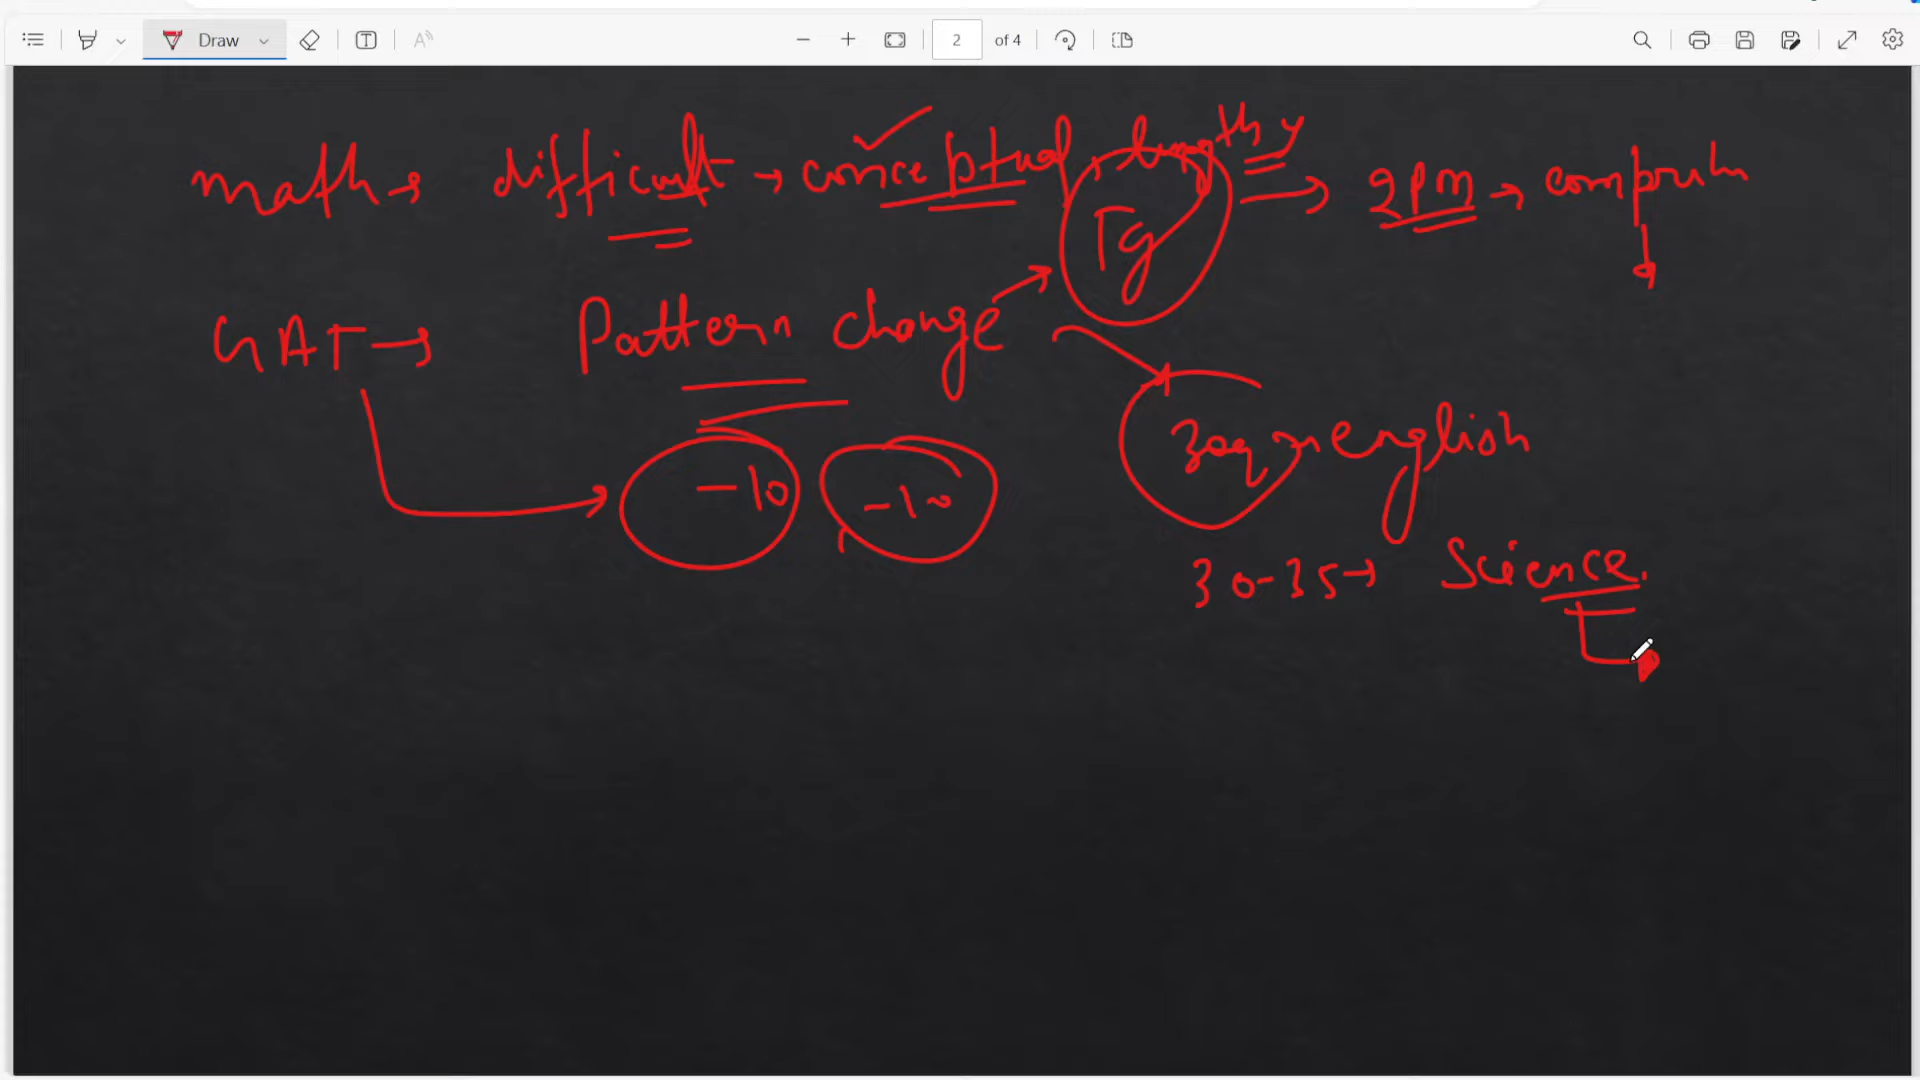 Draw 2 of 4
math → difficult → conceptual, lengthy ⇒ 2PM →
Tg
GAT → Pattern change
30q english
-10 -10
30-35 → Science.